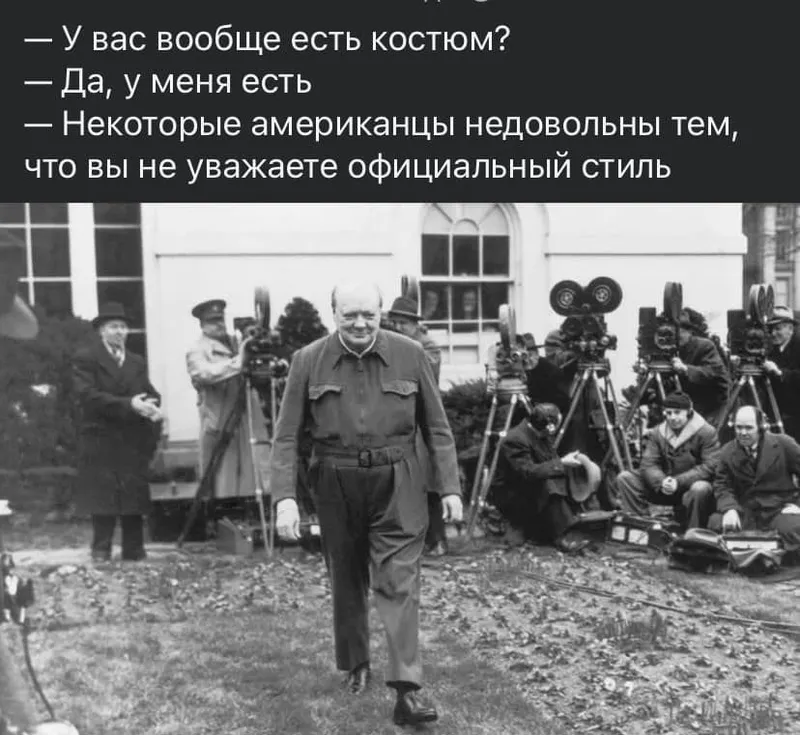 — У вас вообще есть костюм?
— Да, у меня есть
— Некоторые американцы недовольны тем,
что вы не уважаете официальный стиль